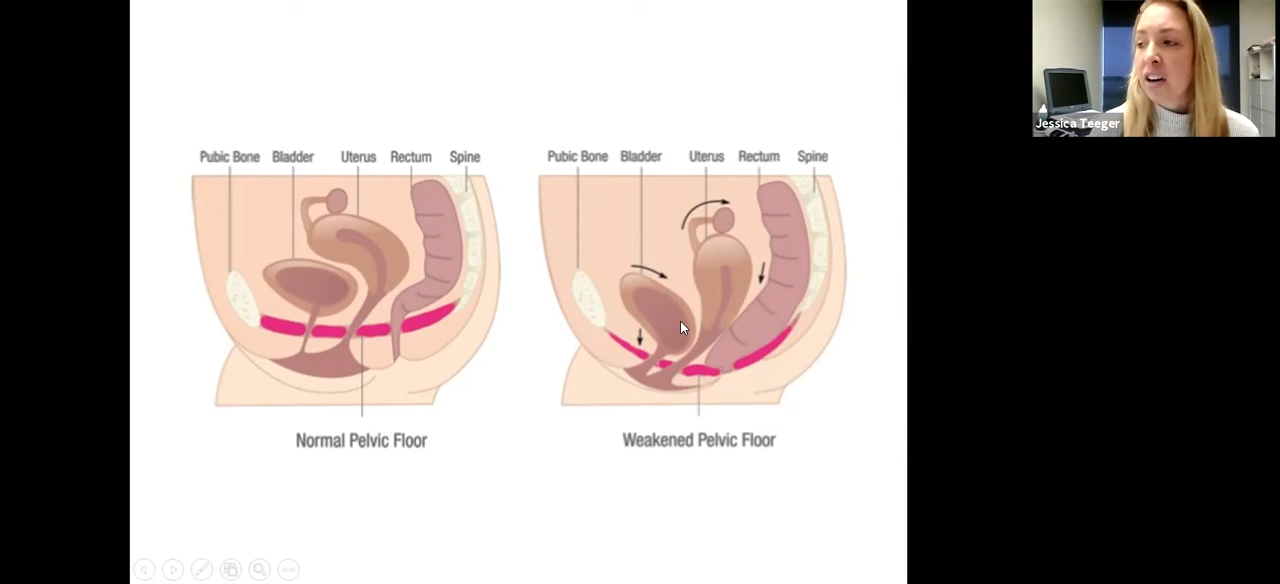 Jessica Teeger
Pubic Bone Bladder Uterus Rectum Spine
Pubic Bone Bladder Uterus Rectum Spine
Normal Pelvic Floor
Weakened Pelvic Floor